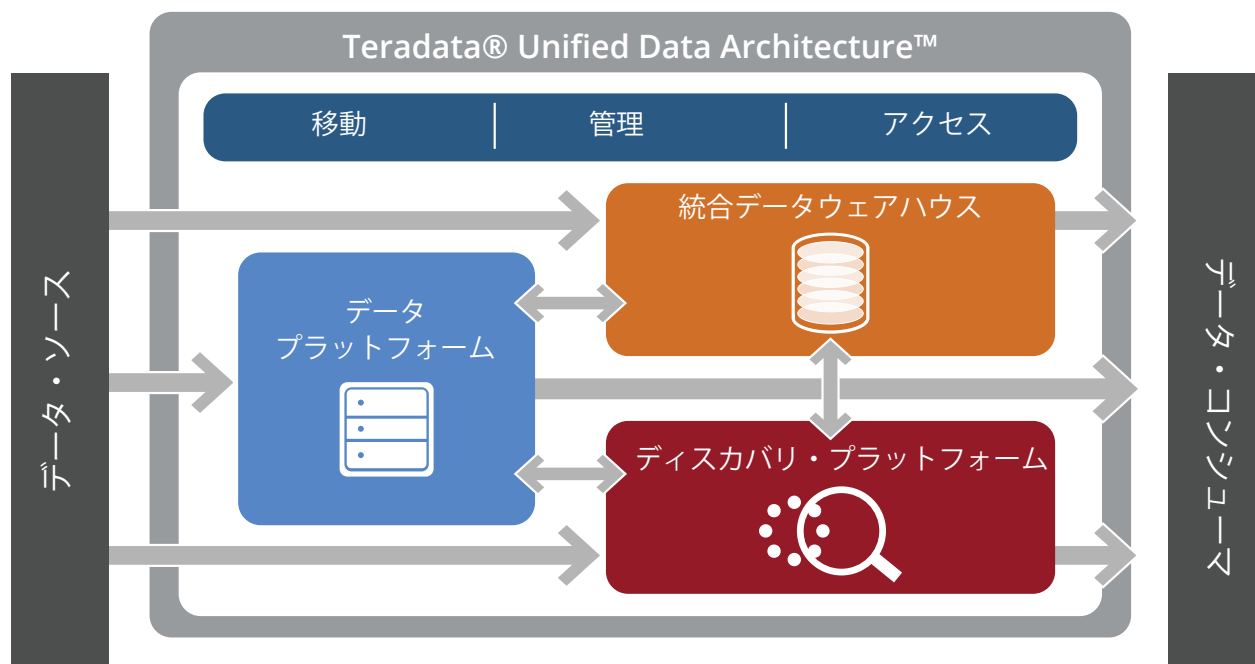 Teradata® Unified Data Architecture™
移動
管理
アクセス
データ・ソース
統合データウェアハウス
データ
プラットフォーム
ディスカバリ・プラットフォーム
データ・コンシューマ